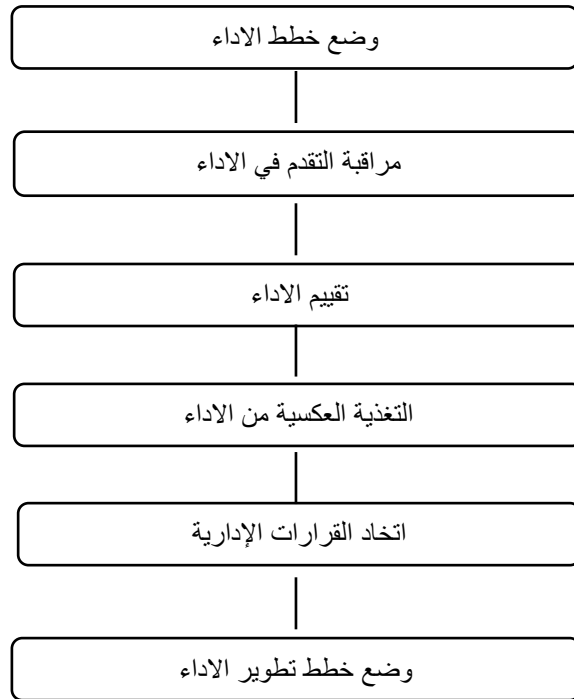 وضع خطط الاداء
مراقبة التقدم في الاداء
تقييم الاداء
التغذية العكسية من الاداء
اتخاد القرارات الإدارية
وضع خطط تطوير الاداء